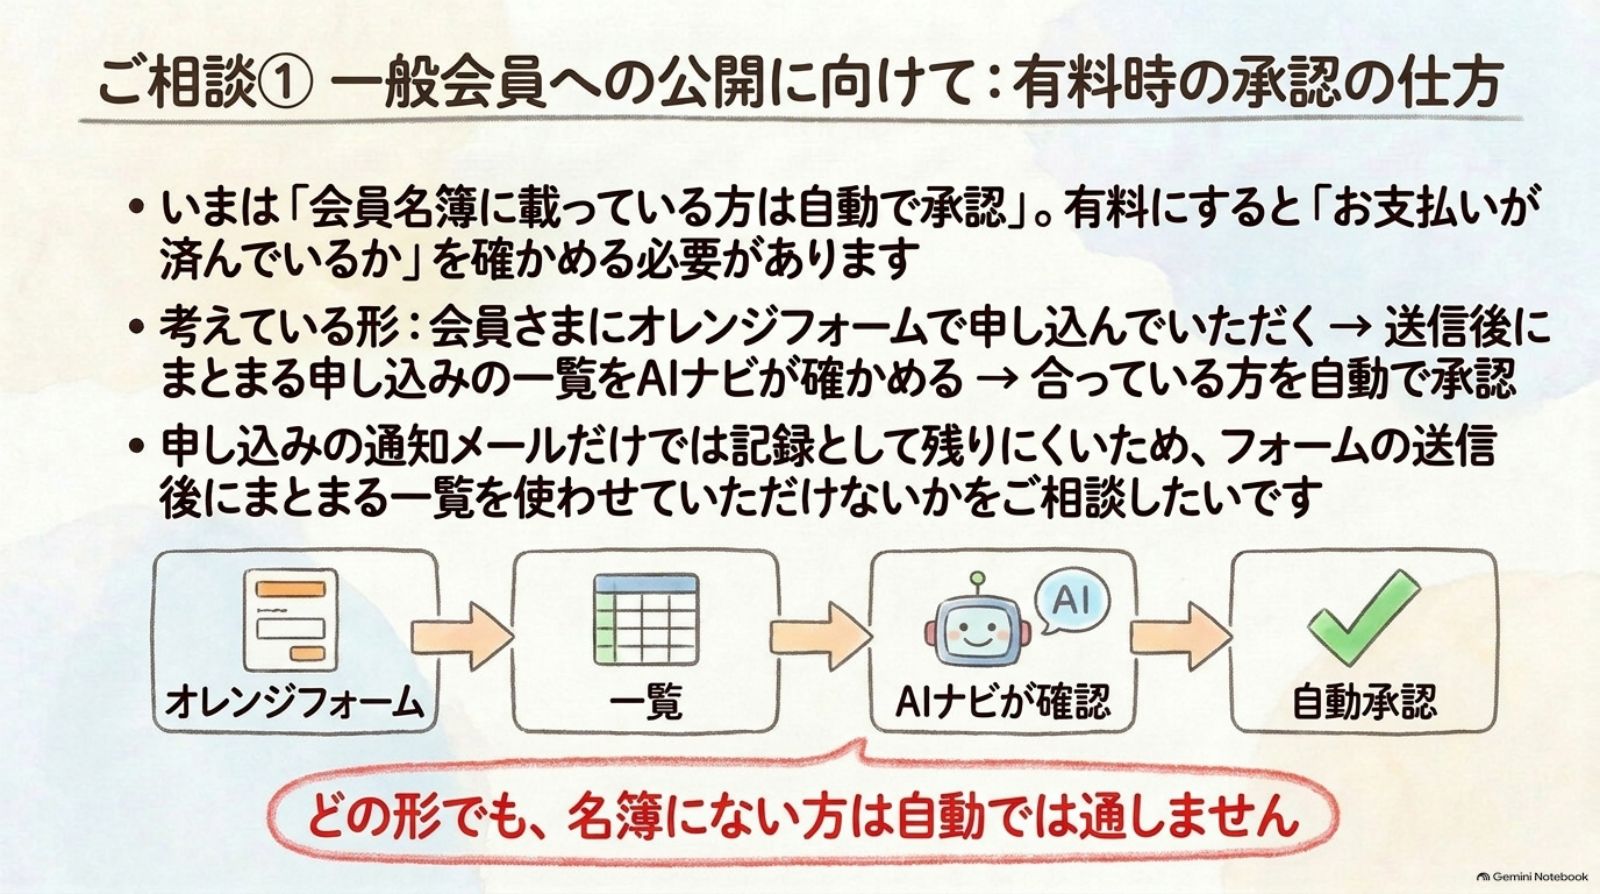 ご相談① 一般会員への公開に向けて：有料時の承認の仕方
• いまは「会員名簿に載っている方は自動で承認」。有料にすると「お支払いが
済んでいるか」を確かめる必要があります
• 考えている形：会員さまにオレンジフォームで申し込んでいただく → 送信後に
まとまる申し込みの一覧をAIナビが確かめる → 合っている方を自動で承認
• 申し込みの通知メールだけでは記録として残りにくいため、フォームの送信
後にまとまる一覧を使わせていただけないかをご相談したいです
AI
オレンジフォーム
一覧
AIナビが確認
自動承認
どの形でも、名簿にない方は自動では通しません
Gemini Notebook